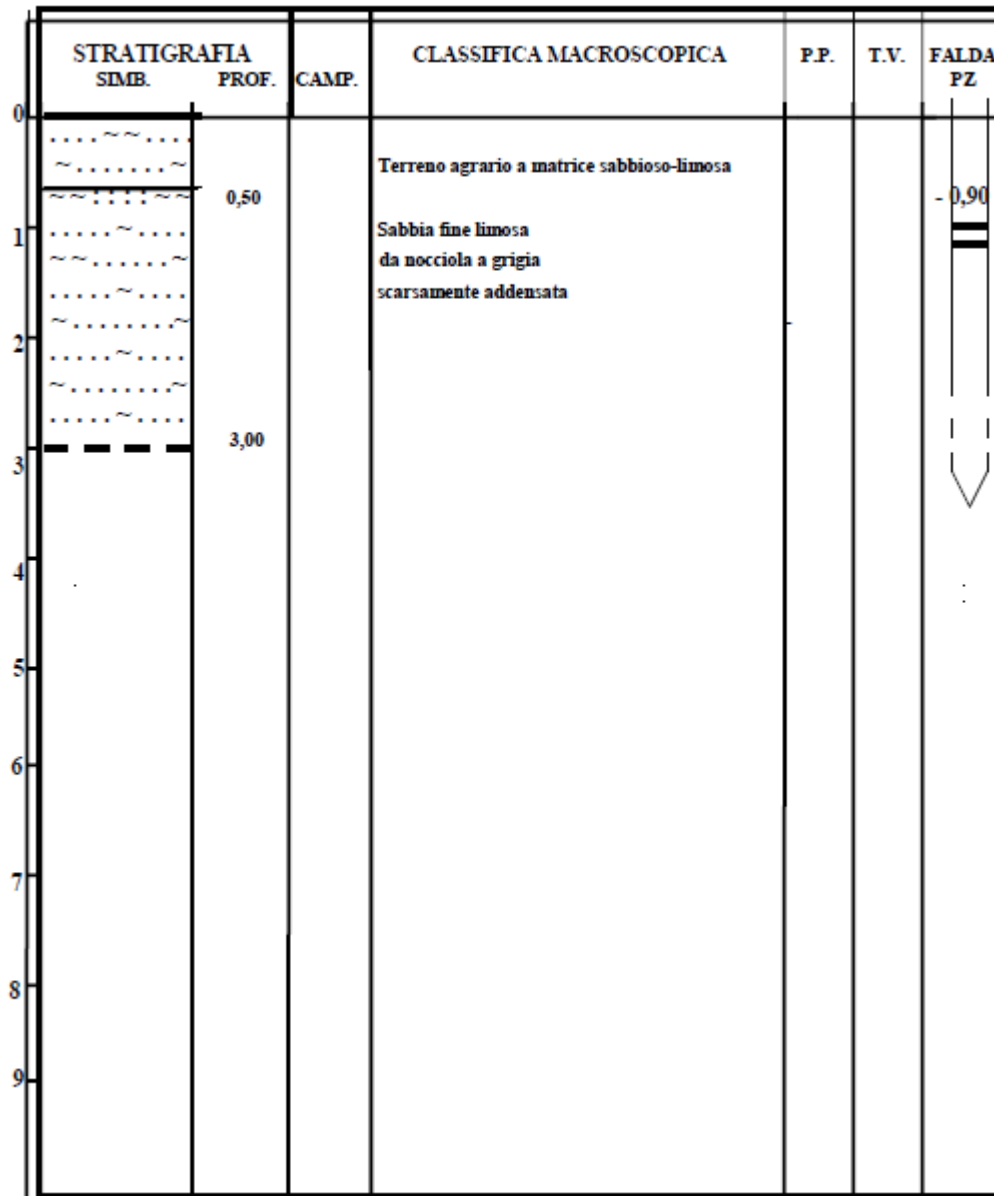 STRATIGRAFIA
SIMB. PROF. CAMP. CLASSIFICA MACROSCOPICA P.P. T.V. FALDA PZ
0
Terreno agrario a matrice sabbioso-limosa
0,50 - 0,90
1 Sabbia fine limosa
da nocciola a grigia
scarsamente addensata
2
3,00
3
4
5
6
7
8
9